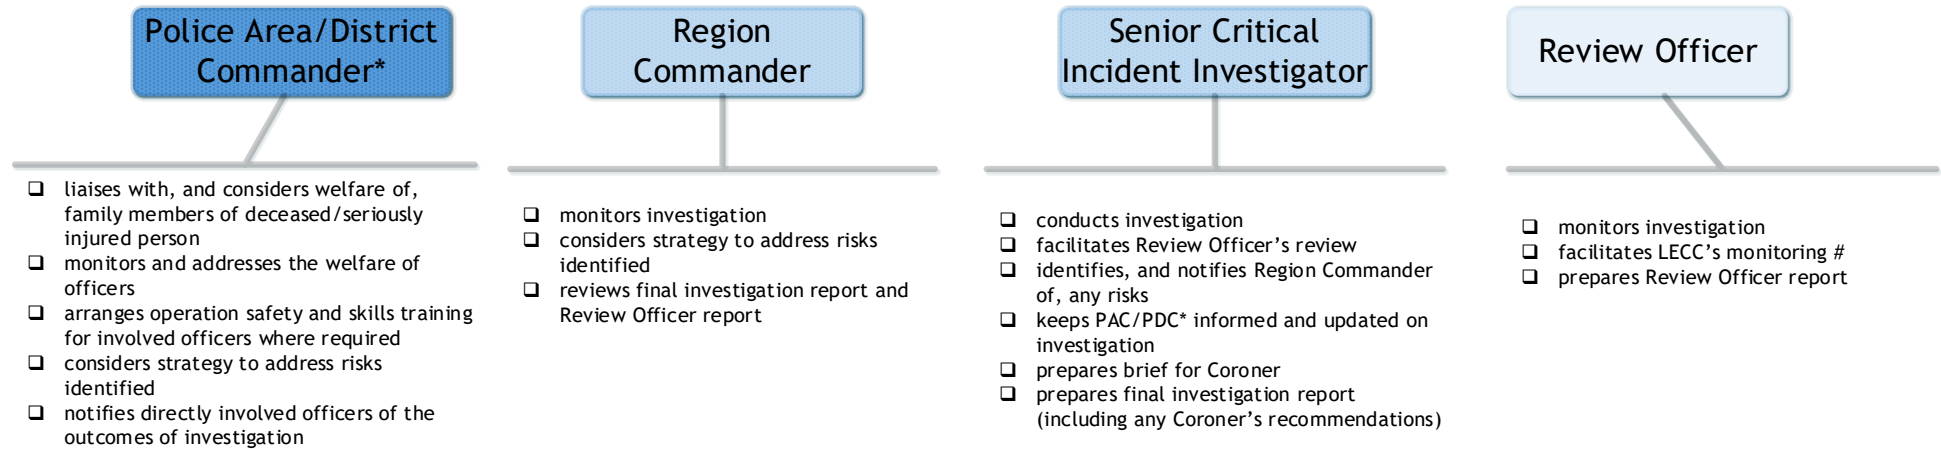 Police Area/District
Commander*
❑ liaises with, and considers welfare of,
family members of deceased/seriously
injured person
❑ monitors and addresses the welfare of
officers
❑ arranges operation safety and skills training
for involved officers where required
❑ considers strategy to address risks
identified
❑ notifies directly involved officers of the
outcomes of investigation
Region
Commander
❑ monitors investigation
❑ considers strategy to address risks
identified
❑ reviews final investigation report and
Review Officer report
Senior Critical
Incident Investigator
❑ conducts investigation
❑ facilitates Review Officer’s review
❑ identifies, and notifies Region Commander
of, any risks
❑ keeps PAC/PDC* informed and updated on
investigation
❑ prepares brief for Coroner
❑ prepares final investigation report
(including any Coroner’s recommendations)
Review Officer
❑ monitors investigation
❑ facilitates LECC’s monitoring #
❑ prepares Review Officer report